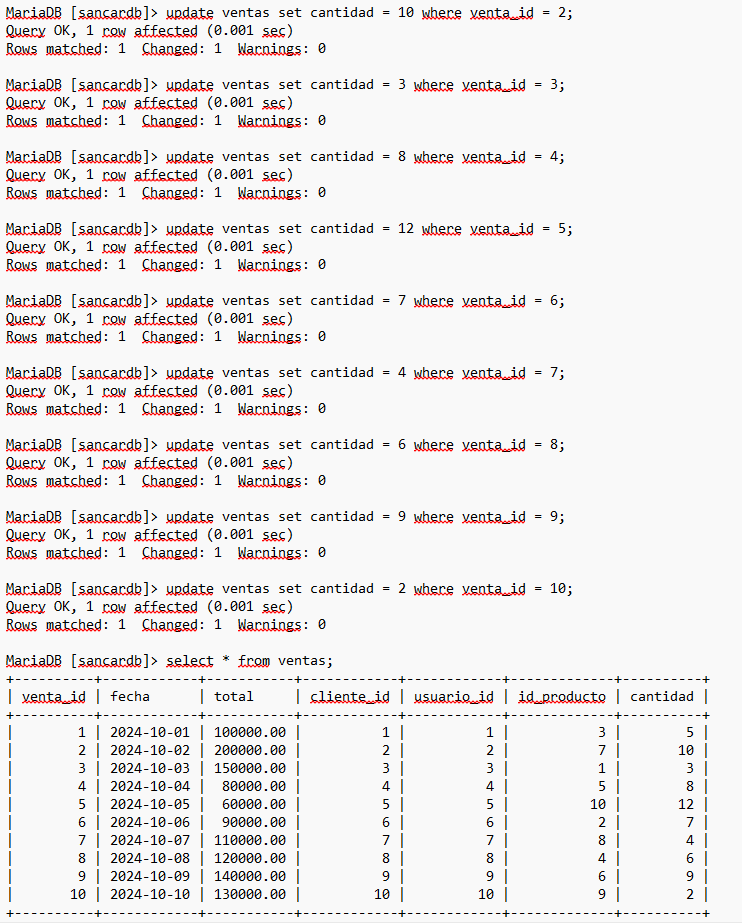 MariaDB [sancardb]> update ventas set cantidad = 10 where venta_id = 2;
Query OK, 1 row affected (0.001 sec)
Rows matched: 1  Changed: 1  Warnings: 0

MariaDB [sancardb]> update ventas set cantidad = 3 where venta_id = 3;
Query OK, 1 row affected (0.001 sec)
Rows matched: 1  Changed: 1  Warnings: 0

MariaDB [sancardb]> update ventas set cantidad = 8 where venta_id = 4;
Query OK, 1 row affected (0.001 sec)
Rows matched: 1  Changed: 1  Warnings: 0

MariaDB [sancardb]> update ventas set cantidad = 12 where venta_id = 5;
Query OK, 1 row affected (0.001 sec)
Rows matched: 1  Changed: 1  Warnings: 0

MariaDB [sancardb]> update ventas set cantidad = 7 where venta_id = 6;
Query OK, 1 row affected (0.001 sec)
Rows matched: 1  Changed: 1  Warnings: 0

MariaDB [sancardb]> update ventas set cantidad = 4 where venta_id = 7;
Query OK, 1 row affected (0.001 sec)
Rows matched: 1  Changed: 1  Warnings: 0

MariaDB [sancardb]> update ventas set cantidad = 6 where venta_id = 8;
Query OK, 1 row affected (0.001 sec)
Rows matched: 1  Changed: 1  Warnings: 0

MariaDB [sancardb]> update ventas set cantidad = 9 where venta_id = 9;
Query OK, 1 row affected (0.001 sec)
Rows matched: 1  Changed: 1  Warnings: 0

MariaDB [sancardb]> update ventas set cantidad = 2 where venta_id = 10;
Query OK, 1 row affected (0.001 sec)
Rows matched: 1  Changed: 1  Warnings: 0

MariaDB [sancardb]> select * from ventas;
+----------+------------+-----------+------------+------------+-------------+----------+
| venta_id | fecha      | total     | cliente_id | usuario_id | id_producto | cantidad |
+----------+------------+-----------+------------+------------+-------------+----------+
|        1 | 2024-10-01 | 100000.00 |          1 |          1 |           3 |        5 |
|        2 | 2024-10-02 | 200000.00 |          2 |          2 |           7 |       10 |
|        3 | 2024-10-03 | 150000.00 |          3 |          3 |           1 |        3 |
|        4 | 2024-10-04 |  80000.00 |          4 |          4 |           5 |        8 |
|        5 | 2024-10-05 |  60000.00 |          5 |          5 |          10 |       12 |
|        6 | 2024-10-06 |  90000.00 |          6 |          6 |           2 |        7 |
|        7 | 2024-10-07 | 110000.00 |          7 |          7 |           8 |        4 |
|        8 | 2024-10-08 | 120000.00 |          8 |          8 |           4 |        6 |
|        9 | 2024-10-09 | 140000.00 |          9 |          9 |           6 |        9 |
|       10 | 2024-10-10 | 130000.00 |         10 |         10 |           9 |        2 |
+----------+------------+-----------+------------+------------+-------------+----------+